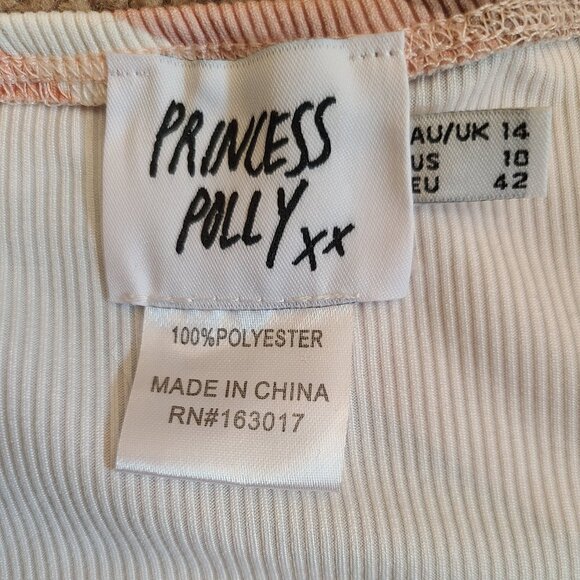 PRINCESS
POLLY xx
AU/UK 14
US 10
EU 42
100%POLYESTER
MADE IN CHINA
RN#163017